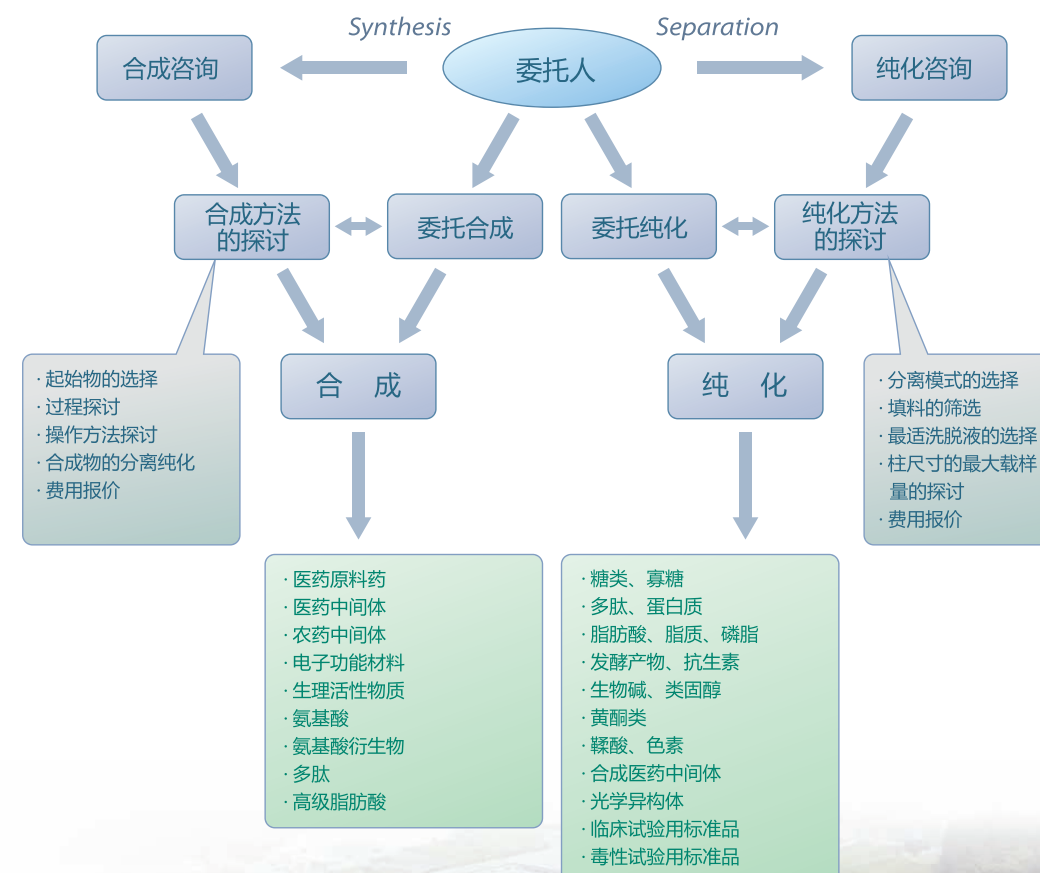 Synthesis
Separation
合成咨询
委托人
纯化咨询
合成方法
的探讨
委托合成
委托纯化
纯化方法
的探讨
合 成
纯 化
· 起始物的选择
· 过程探讨
· 操作方法探讨
· 合成物的分离纯化
· 费用报价
· 分离模式的选择
· 填料的筛选
· 最适洗脱液的选择
· 柱尺寸的最大载样
量的探讨
· 费用报价
· 医药原料药
· 医药中间体
· 农药中间体
· 电子功能材料
· 生理活性物质
· 氨基酸
· 氨基酸衍生物
· 多肽
· 高级脂肪酸
· 糖类、寡糖
· 多肽、蛋白质
· 脂肪酸、脂质、磷脂
· 发酵产物、抗生素
· 生物碱、类固醇
· 黄酮类
· 鞣酸、色素
· 合成医药中间体
· 光学异构体
· 临床试验用标准品
· 毒性试验用标准品